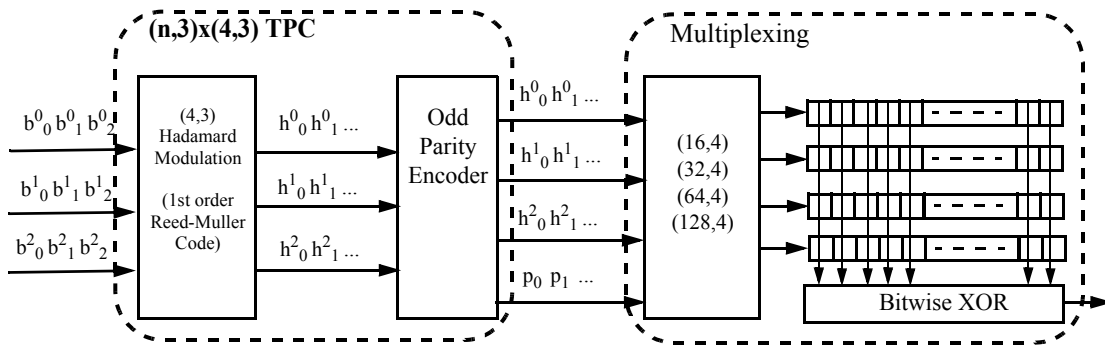 (n,3)x(4,3) TPC
b⁰₀ b⁰₁ b⁰₂
b¹₀ b¹₁ b¹₂
b²₀ b²₁ b²₂
(4,3)
Hadamard
Modulation
(1st order
Reed-Muller
Code)
h⁰₀ h⁰₁ ...
h¹₀ h¹₁ ...
h²₀ h²₁ ...
Odd
Parity
Encoder
h⁰₀ h⁰₁ ...
h¹₀ h¹₁ ...
h²₀ h²₁ ...
p₀ p₁ ...
Multiplexing
(16,4)
(32,4)
(64,4)
(128,4)
Bitwise XOR